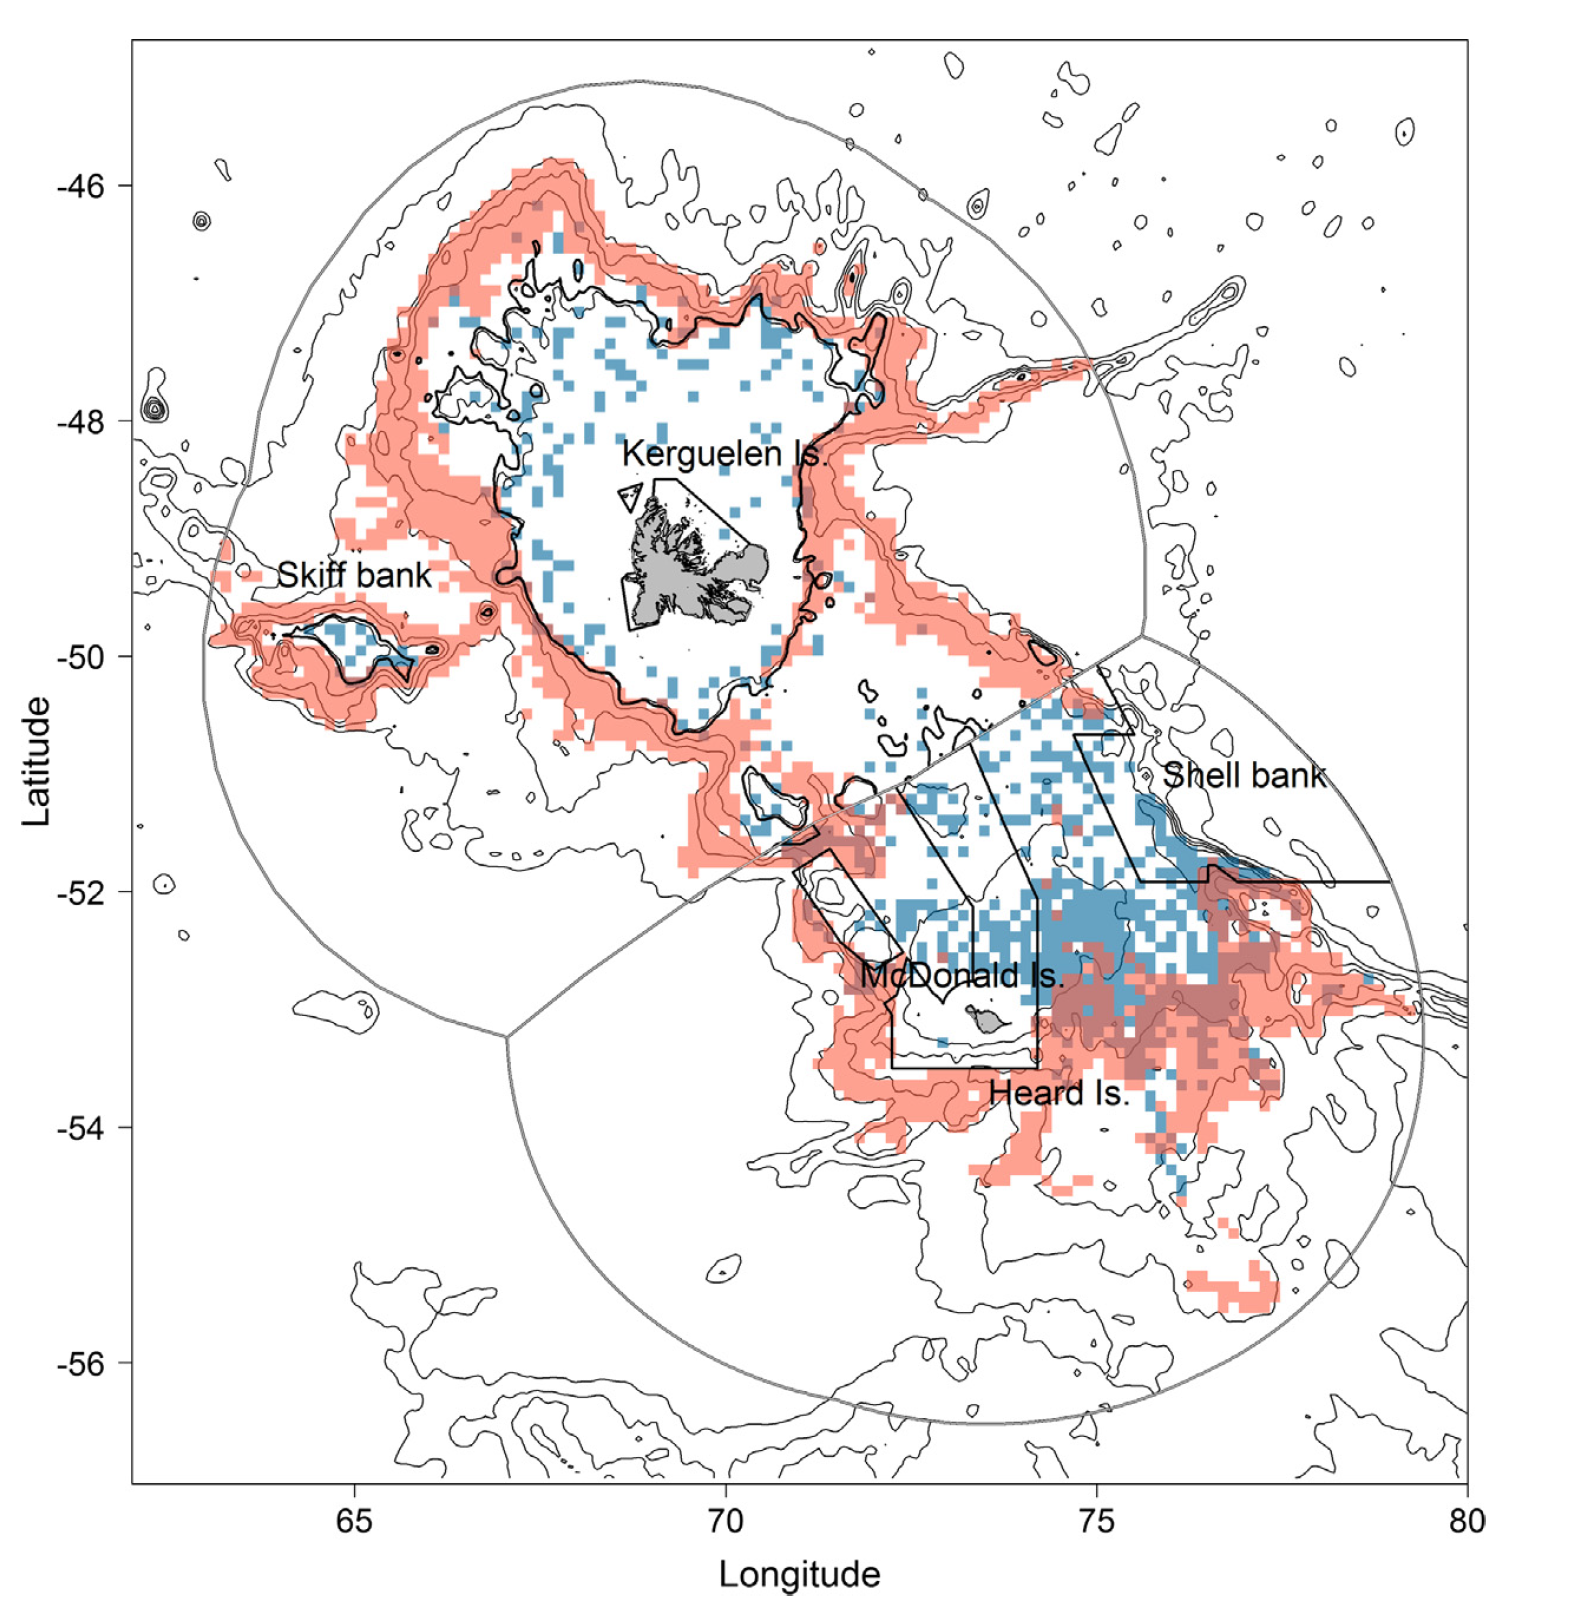 -46
-48
Kerguelen Is.
Skiff bank
-50
Shell bank
Latitude
-52
McDonald Is.
Heard Is.
-54
-56
65 70 75 80
Longitude